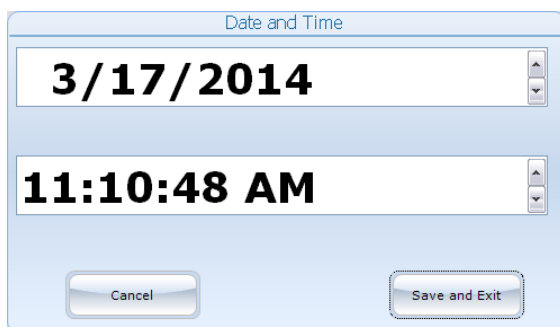 Date and Time
3/17/2014
11:10:48 AM
Cancel
Save and Exit